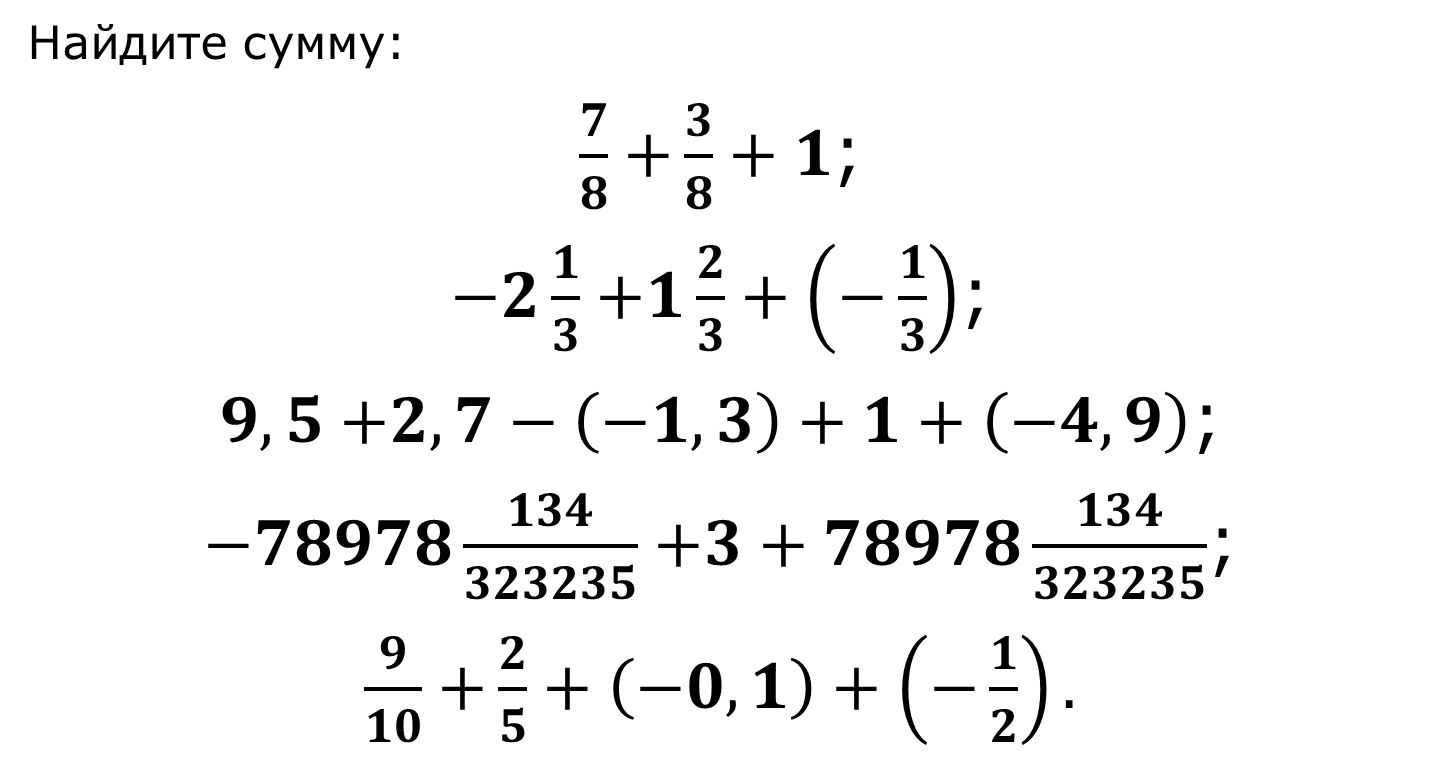 Найдите сумму:
7/8 + 3/8 + 1;
−2 1/3 +1 2/3 + (−1/3);
9,5 +2,7 − (−1,3) + 1 + (−4,9);
−78978 134/323235 +3 + 78978 134/323235;
9/10 + 2/5 + (−0,1) + (−1/2).